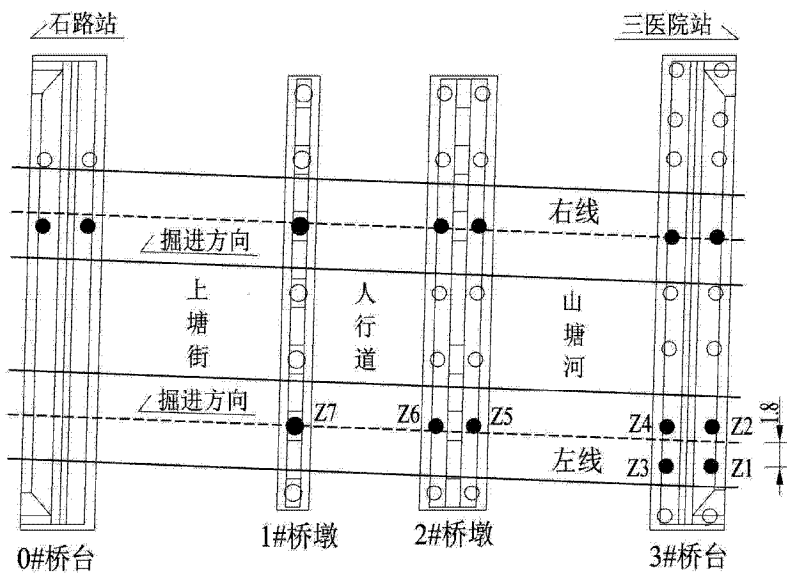 石路站
三医院站
右线
掘进方向
上塘街
人行道
山塘河
掘进方向
Z7
Z6
Z5
Z4
Z2
1.8
左线
Z3
Z1
0#桥台
1#桥墩
2#桥墩
3#桥台